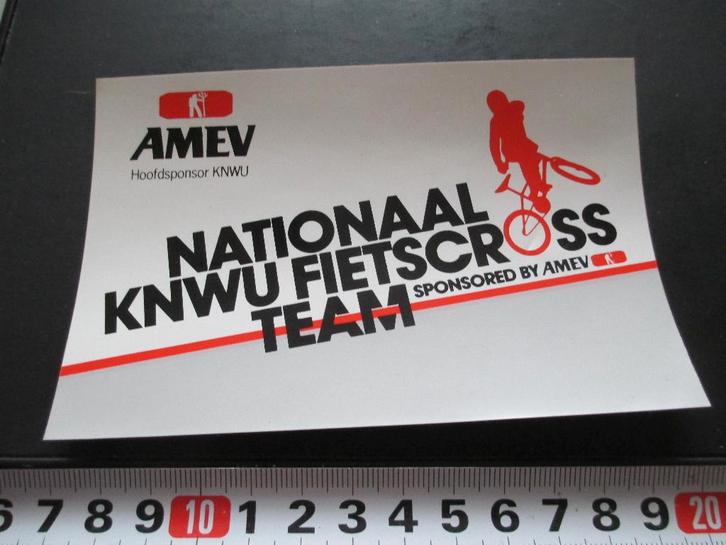 AMEV
Hoofdsponsor KNWU
NATIONAAL
KNWU FIETSCROSS
TEAM SPONSORED BY AMEV
6 7 8 9 10 1 2 3 4 5 6 7 8 9 20